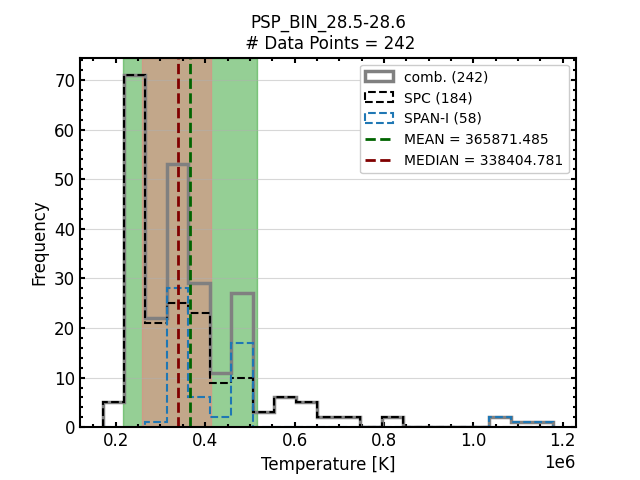 PSP_BIN_28.5-28.6
# Data Points = 242
comb. (242)
SPC (184)
SPAN-I (58)
MEAN = 365871.485
MEDIAN = 338404.781
Frequency
70
60
50
40
30
20
10
0
0.2 0.4 0.6 0.8 1.0 1.2
1e6
Temperature [K]